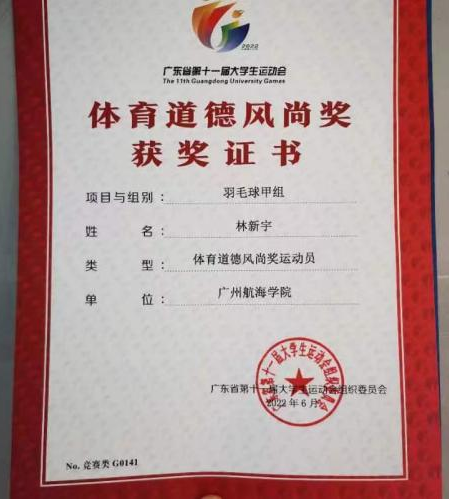 广东省第十一届大学生运动会
The 11th Guangdong University Games
体育道德风尚奖
获奖证书
项目与组别：羽毛球甲组
姓名：林新宇
类型：体育道德风尚奖运动员
单位：广州航海学院
广东省第十一届大学生运动会组织委员会
2022年6月
No. 竞赛类 G0141